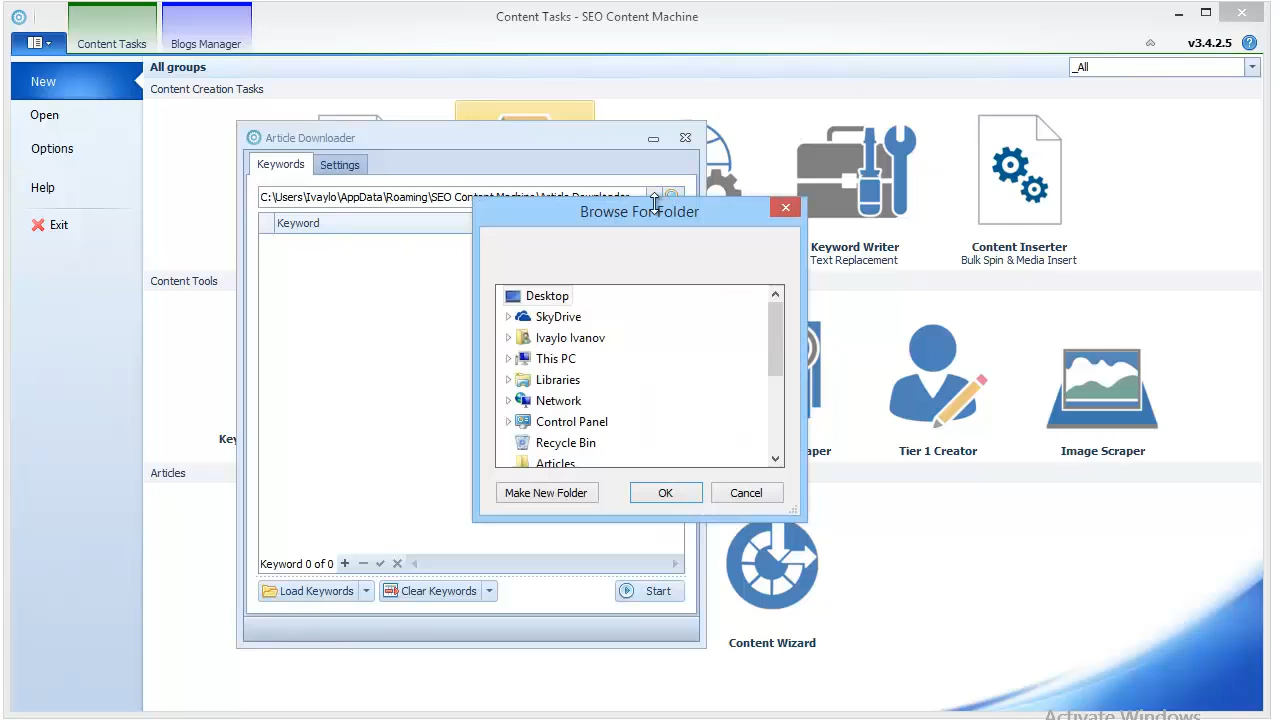 Content Tasks - SEO Content Machine
Content Tasks
Blogs Manager
v3.4.2.5
New
Open
Options
Help
Exit
All groups
_All
Content Creation Tasks
Keyword Writer
Text Replacement
Content Inserter
Bulk Spin & Media Insert
Content Tools
Key
aper
Tier 1 Creator
Image Scraper
Articles
Content Wizard
Article Downloader
Keywords
Settings
C:\Users\Ivaylo\AppData\Roaming\SEO Content Machine\Article Downloader
Keyword
Keyword 0 of 0
Load Keywords
Clear Keywords
Start
Browse For Folder
Desktop
SkyDrive
Ivaylo Ivanov
This PC
Libraries
Network
Control Panel
Recycle Bin
Articles
Make New Folder
OK
Cancel
Activate Windows